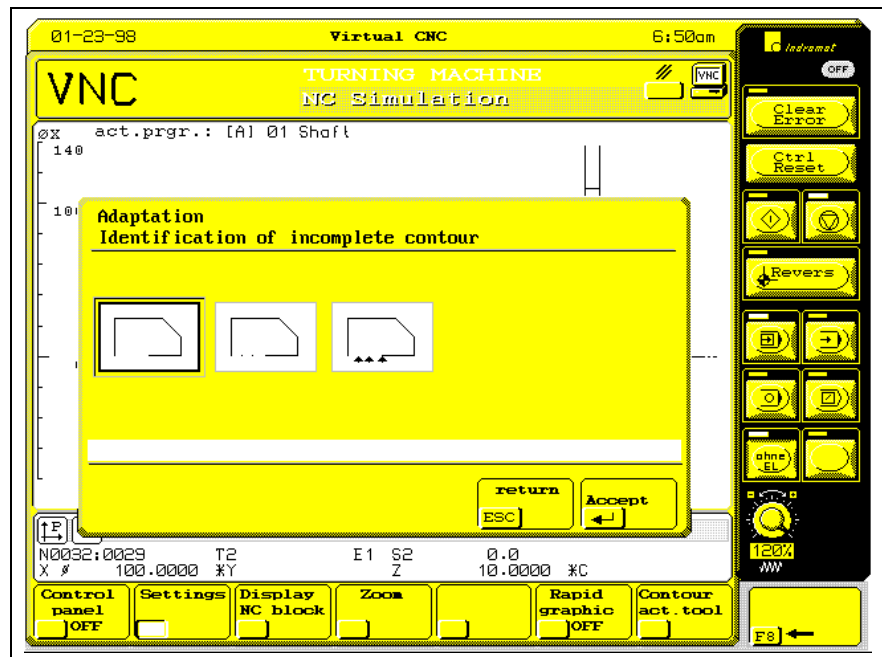 01-23-98 Virtual CNC 6:50am
Indramat
OFF
VNC
TURNING MACHINE
NC Simulation
VNC
Clear
Error
Ctrl
Reset
Revers
ohne
EL
120%
øX act.prgr.: [A] 01 Shaft
140
Adaptation
Identification of incomplete contour
return
ESC
Accept
F
N0032:0029 T2 E1 S2 0.0
X ø 100.0000 *Y Z 10.0000 *C
Control
panel
OFF
Settings
Display
NC block
Zoom
Rapid
graphic
OFF
Contour
act.tool
F8